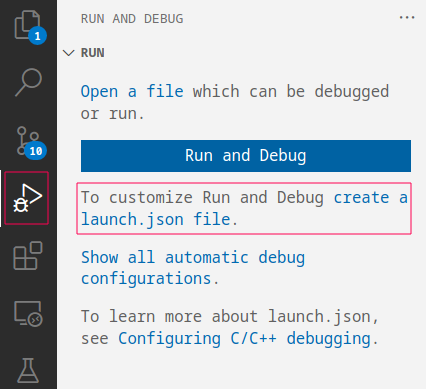 RUN AND DEBUG
1
RUN
Open a file which can be debugged
or run.
10
Run and Debug
To customize Run and Debug create a
launch.json file.
Show all automatic debug
configurations.
To learn more about launch.json,
see Configuring C/C++ debugging.